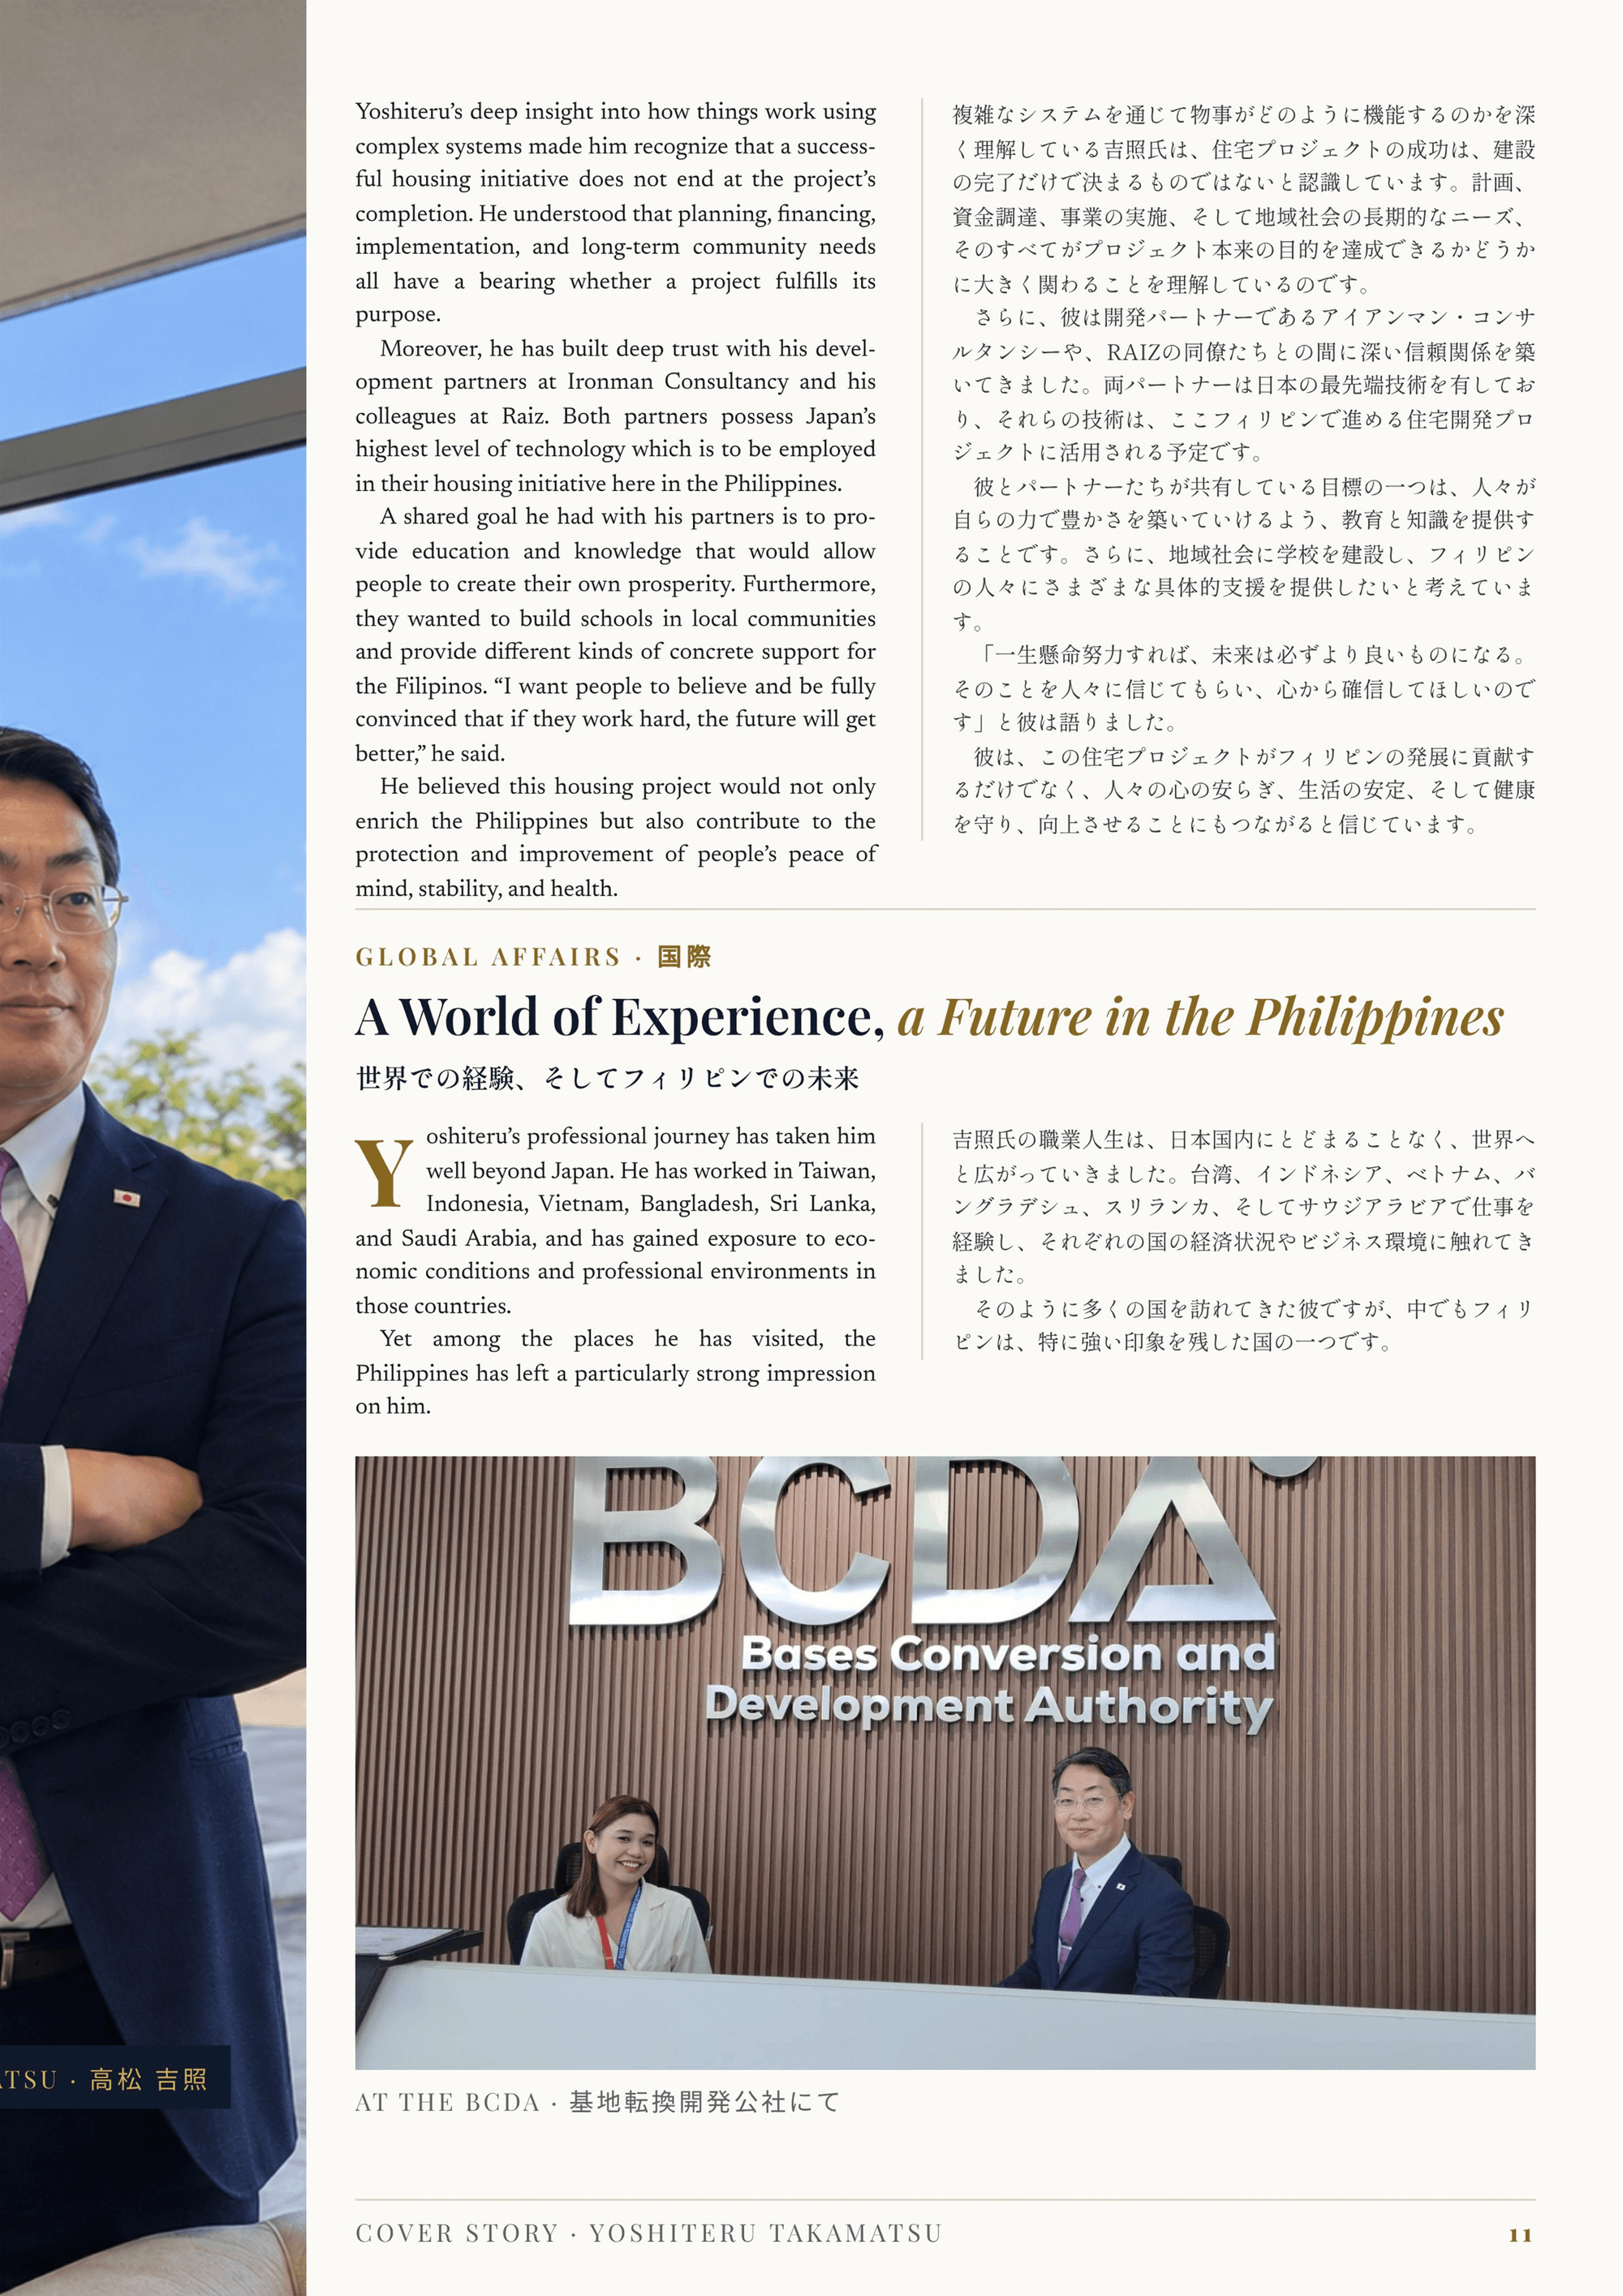 Yoshiteru’s deep insight into how things work using
complex systems made him recognize that a success-
ful housing initiative does not end at the project’s
completion. He understood that planning, financing,
implementation, and long-term community needs
all have a bearing whether a project fulfills its
purpose.
Moreover, he has built deep trust with his devel-
opment partners at Ironman Consultancy and his
colleagues at Raiz. Both partners possess Japan’s
highest level of technology which is to be employed
in their housing initiative here in the Philippines.
A shared goal he had with his partners is to pro-
vide education and knowledge that would allow
people to create their own prosperity. Furthermore,
they wanted to build schools in local communities
and provide different kinds of concrete support for
the Filipinos. “I want people to believe and be fully
convinced that if they work hard, the future will get
better,” he said.
He believed this housing project would not only
enrich the Philippines but also contribute to the
protection and improvement of people’s peace of
mind, stability, and health.
複雑なシステムを通じて物事がどのように機能するのかを深
く理解している吉照氏は、住宅プロジェクトの成功は、建設
の完了だけで決まるものではないと認識しています。計画、
資金調達、事業の実施、そして地域社会の長期的なニーズ、
そのすべてがプロジェクト本来の目的を達成できるかどうか
に大きく関わることを理解しているのです。
さらに、彼は開発パートナーであるアイアンマン・コンサ
ルタンシーや、RAIZの同僚たちとの間に深い信頼関係を築
いてきました。両パートナーは日本の最先端技術を有してお
り、それらの技術は、ここフィリピンで進める住宅開発プロ
ジェクトに活用される予定です。
彼とパートナーたちが共有している目標の一つは、人々が
自らの力で豊かさを築いていけるよう、教育と知識を提供す
ることです。さらに、地域社会に学校を建設し、フィリピン
の人々にさまざまな具体的支援を提供したいと考えていま
す。
「一生懸命努力すれば、未来は必ずより良いものになる。
そのことを人々に信じてもらい、心から確信してほしいので
す」と彼は語りました。
彼は、この住宅プロジェクトがフィリピンの発展に貢献す
るだけでなく、人々の心の安らぎ、生活の安定、そして健康
を守り、向上させることにもつながると信じています。
GLOBAL AFFAIRS · 国際
A World of Experience, a Future in the Philippines
世界での経験、そしてフィリピンでの未来
Yoshiteru’s professional journey has taken him
well beyond Japan. He has worked in Taiwan,
Indonesia, Vietnam, Bangladesh, Sri Lanka,
and Saudi Arabia, and has gained exposure to eco-
nomic conditions and professional environments in
those countries.
Yet among the places he has visited, the
Philippines has left a particularly strong impression
on him.
吉照氏の職業人生は、日本国内にとどまることなく、世界へ
と広がっていきました。台湾、インドネシア、ベトナム、バ
ングラデシュ、スリランカ、そしてサウジアラビアで仕事を
経験し、それぞれの国の経済状況やビジネス環境に触れてき
ました。
そのように多くの国を訪れてきた彼ですが、中でもフィリ
ピンは、特に強い印象を残した国の一つです。
BCDA
Bases Conversion and
Development Authority
ATSU · 高松 吉照
AT THE BCDA · 基地転換開発公社にて
COVER STORY · YOSHITERU TAKAMATSU
11